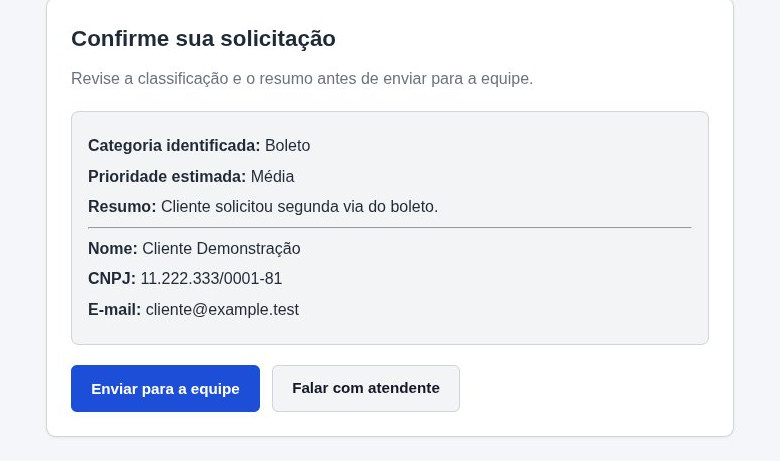 Confirme sua solicitação
Revise a classificação e o resumo antes de enviar para a equipe.
Categoria identificada: Boleto
Prioridade estimada: Média
Resumo: Cliente solicitou segunda via do boleto.
Nome: Cliente Demonstração
CNPJ: 11.222.333/0001-81
E-mail: cliente@example.test
Enviar para a equipe
Falar com atendente